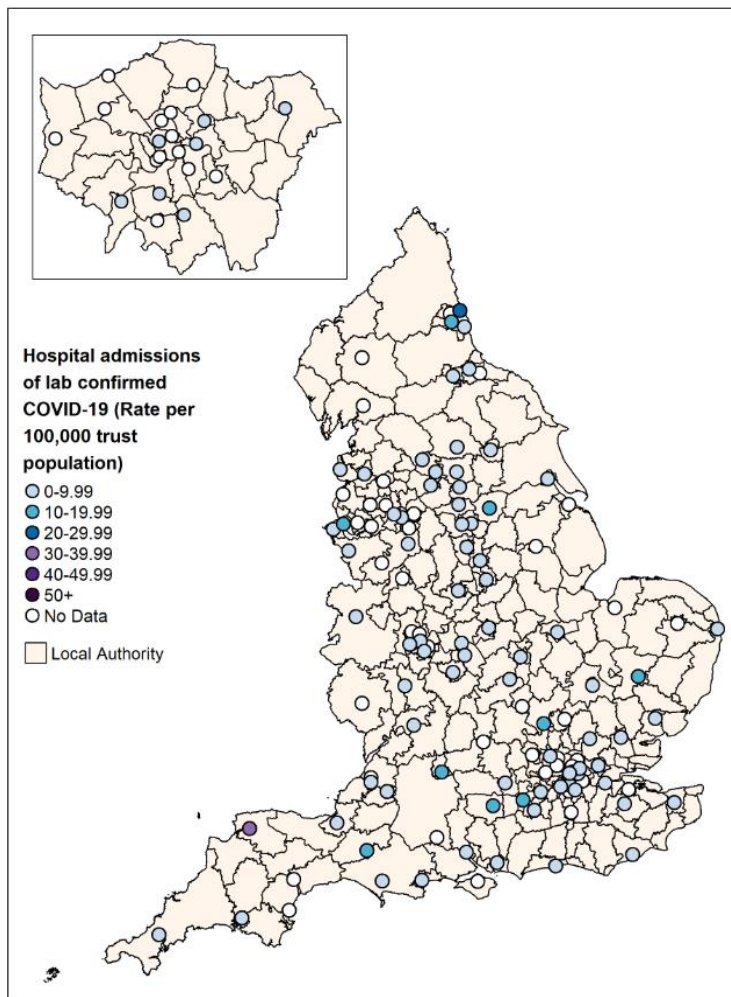 Hospital admissions
of lab confirmed
COVID-19 (Rate per
100,000 trust
population)
0-9.99
10-19.99
20-29.99
30-39.99
40-49.99
50+
No Data
Local Authority